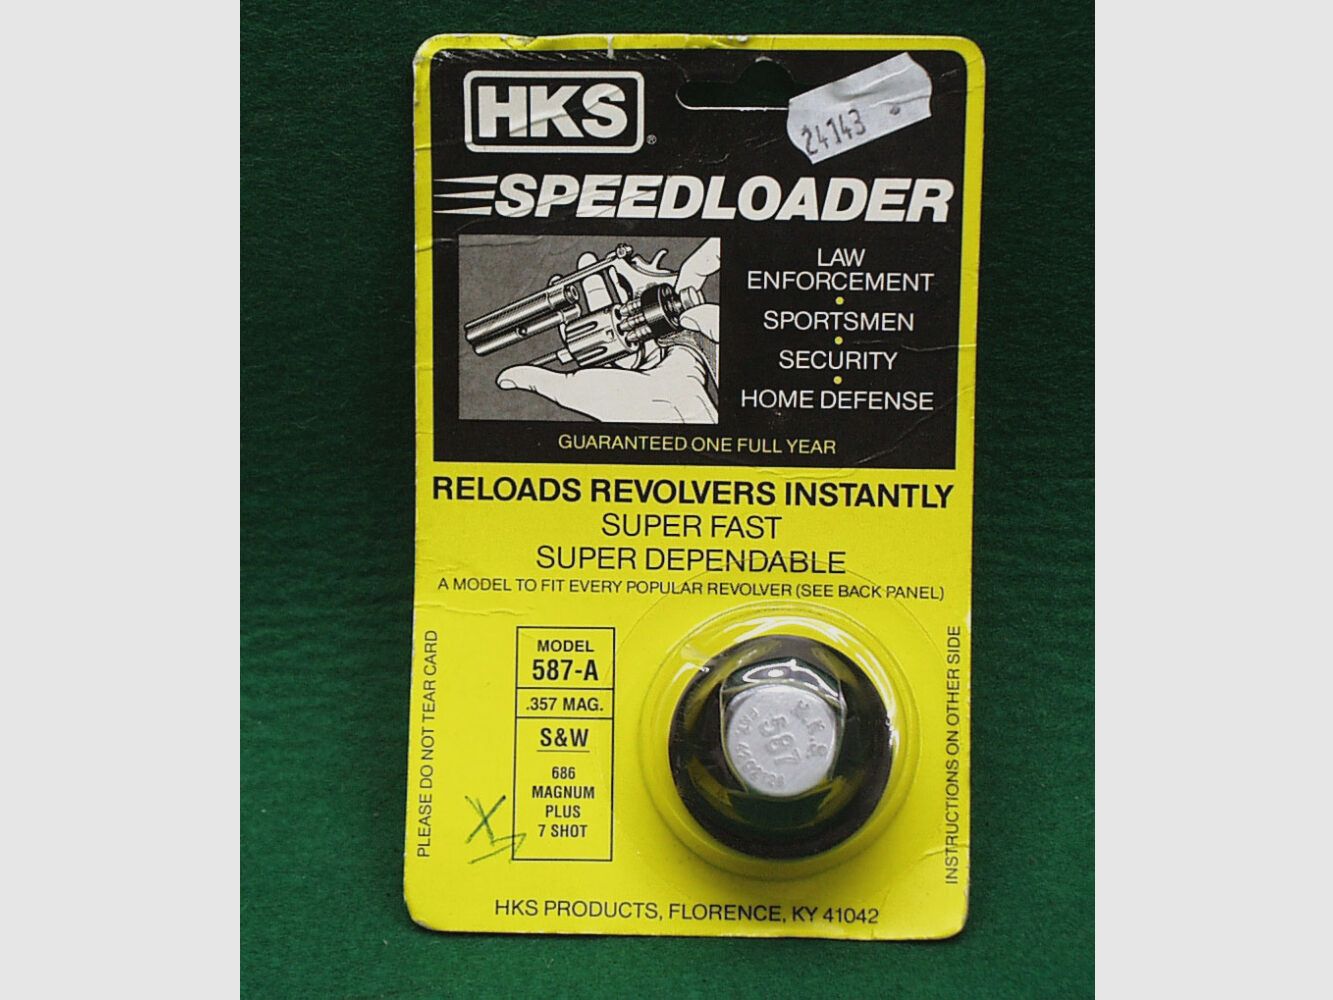 HKS®
24143
SPEEDLOADER
LAW
ENFORCEMENT
•
SPORTSMEN
•
SECURITY
•
HOME DEFENSE
GUARANTEED ONE FULL YEAR
RELOADS REVOLVERS INSTANTLY
SUPER FAST
SUPER DEPENDABLE
A MODEL TO FIT EVERY POPULAR REVOLVER (SEE BACK PANEL)
PLEASE DO NOT TEAR CARD
MODEL
587-A
.357 MAG.
S&W
686
MAGNUM
PLUS
7 SHOT
H.K.S.
587
INSTRUCTIONS ON OTHER SIDE
HKS PRODUCTS, FLORENCE, KY 41042